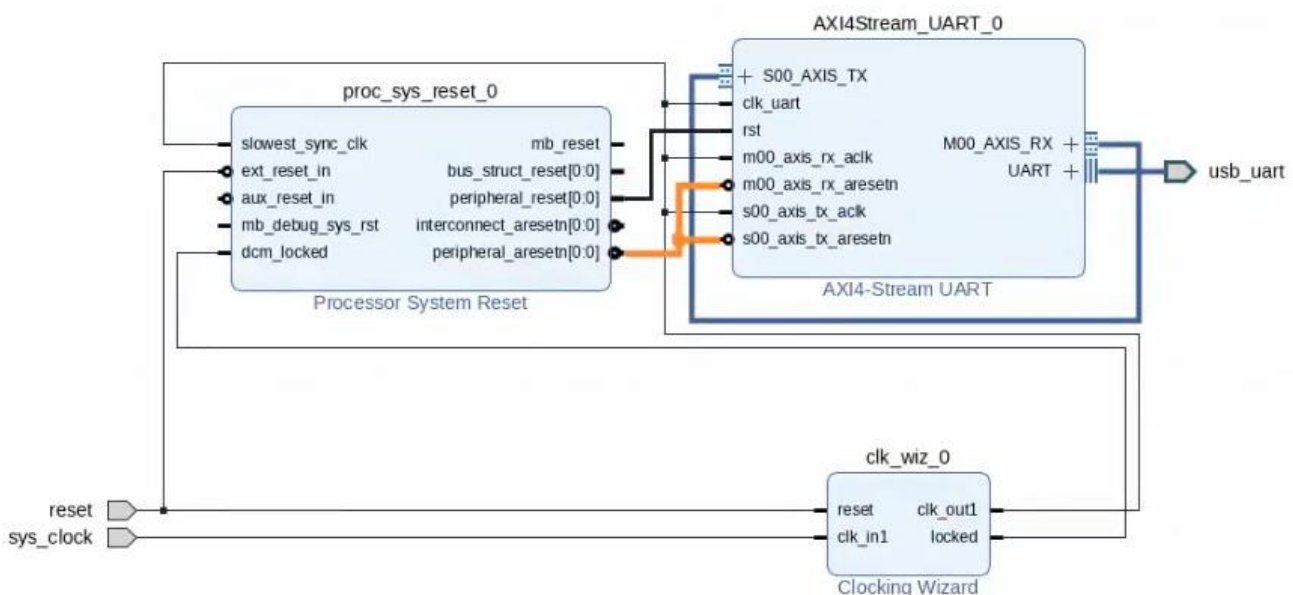 AXI4Stream_UART_0
+ S00_AXIS_TX
clk_uart
rst
m00_axis_rx_aclk
m00_axis_rx_aresetn
s00_axis_tx_aclk
s00_axis_tx_aresetn
M00_AXIS_RX +
UART +
AXI4-Stream UART
usb_uart
proc_sys_reset_0
slowest_sync_clk
ext_reset_in
aux_reset_in
mb_debug_sys_rst
dcm_locked
mb_reset
bus_struct_reset[0:0]
peripheral_reset[0:0]
interconnect_aresetn[0:0]
peripheral_aresetn[0:0]
Processor System Reset
reset
sys_clock
clk_wiz_0
reset
clk_in1
clk_out1
locked
Clocking Wizard